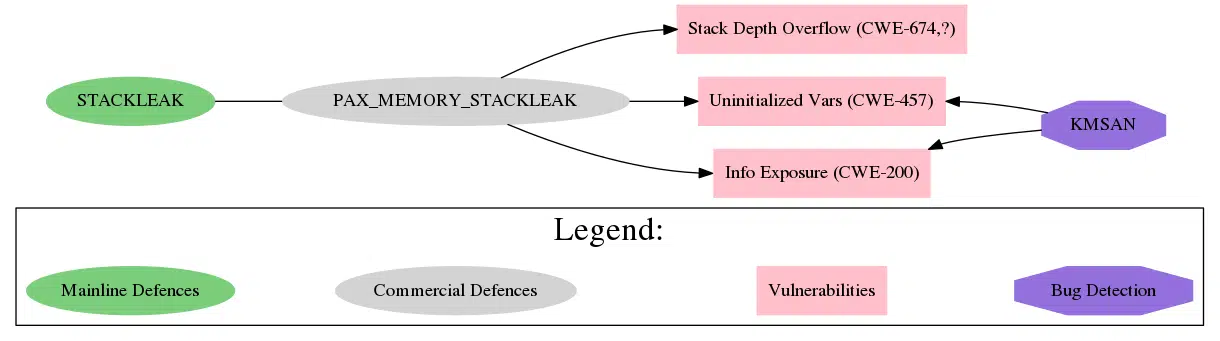 Stack Depth Overflow (CWE-674,?)
STACKLEAK
PAX_MEMORY_STACKLEAK
Uninitialized Vars (CWE-457)
KMSAN
Info Exposure (CWE-200)
Legend:
Mainline Defences
Commercial Defences
Vulnerabilities
Bug Detection